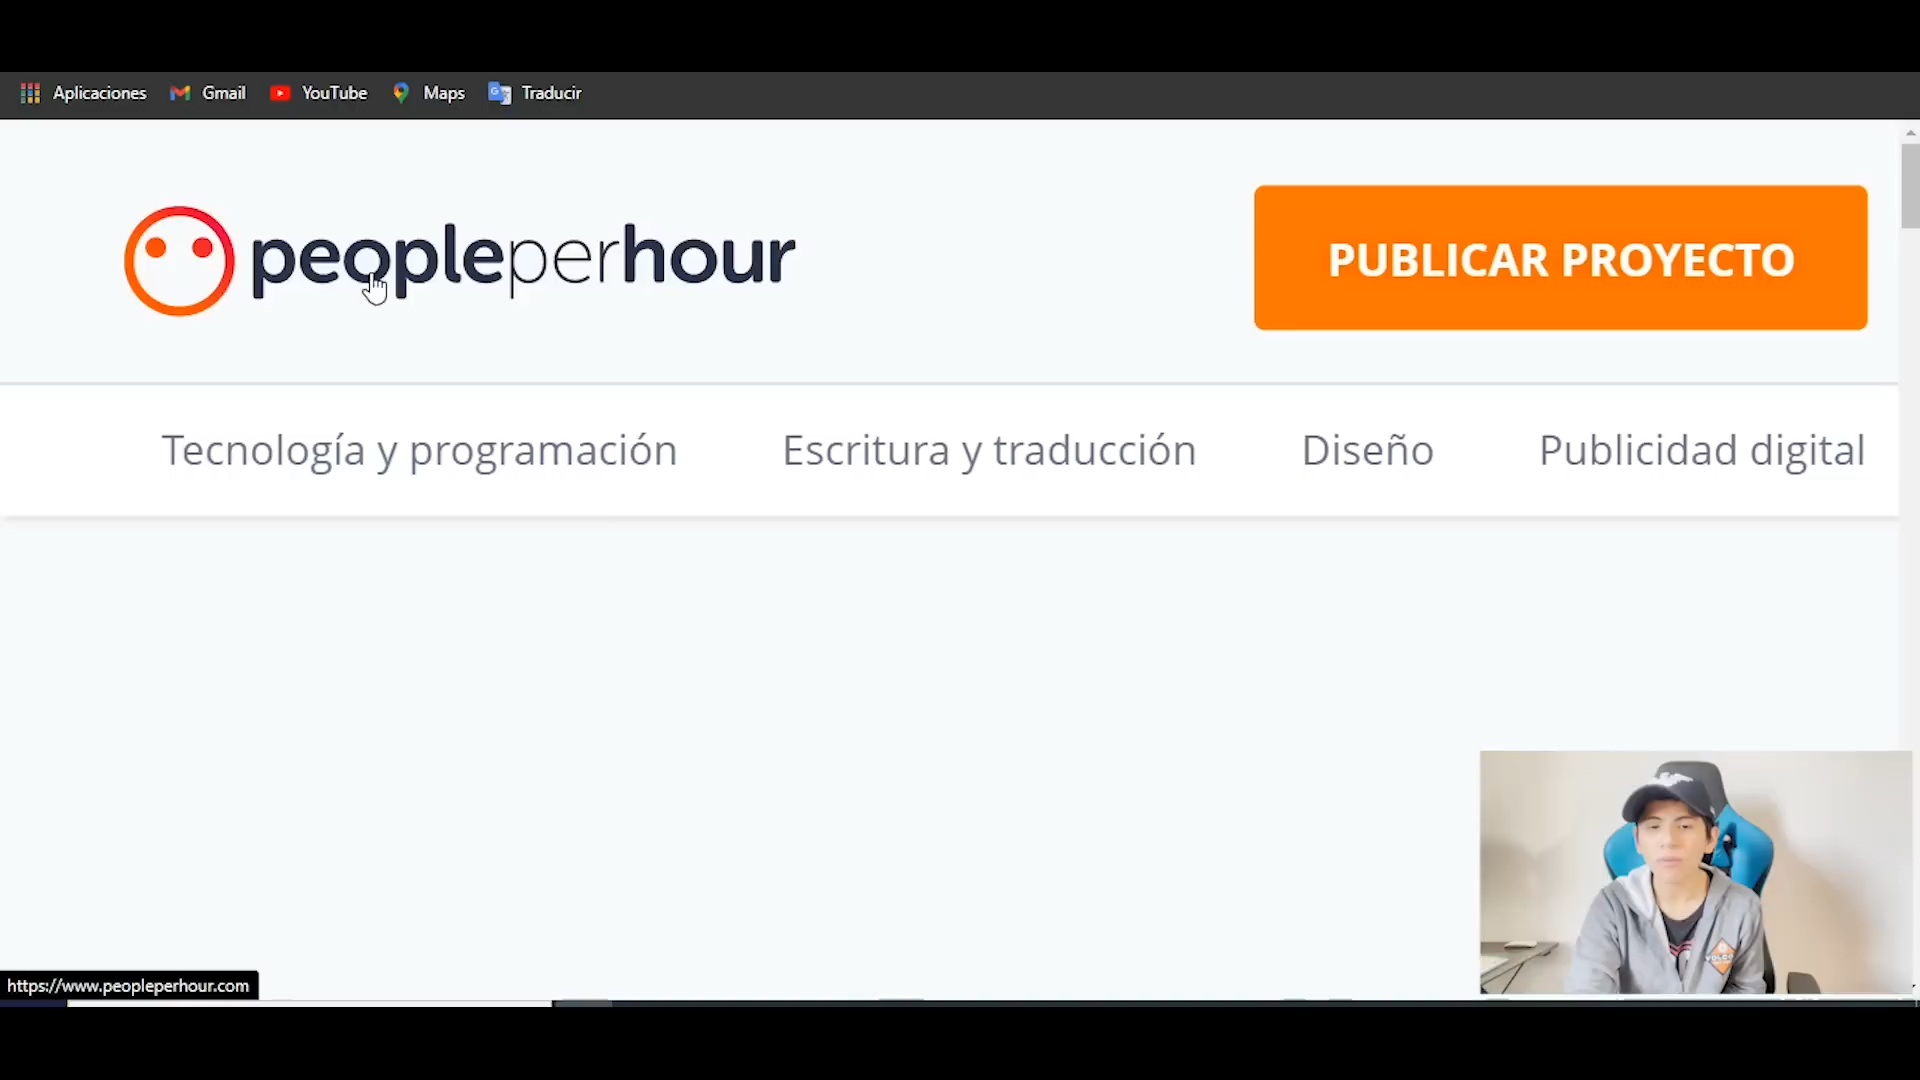 Aplicaciones Gmail YouTube Maps Traducir
peopleperhour
PUBLICAR PROYECTO
Tecnología y programación Escritura y traducción Diseño Publicidad digital
https://www.peopleperhour.com